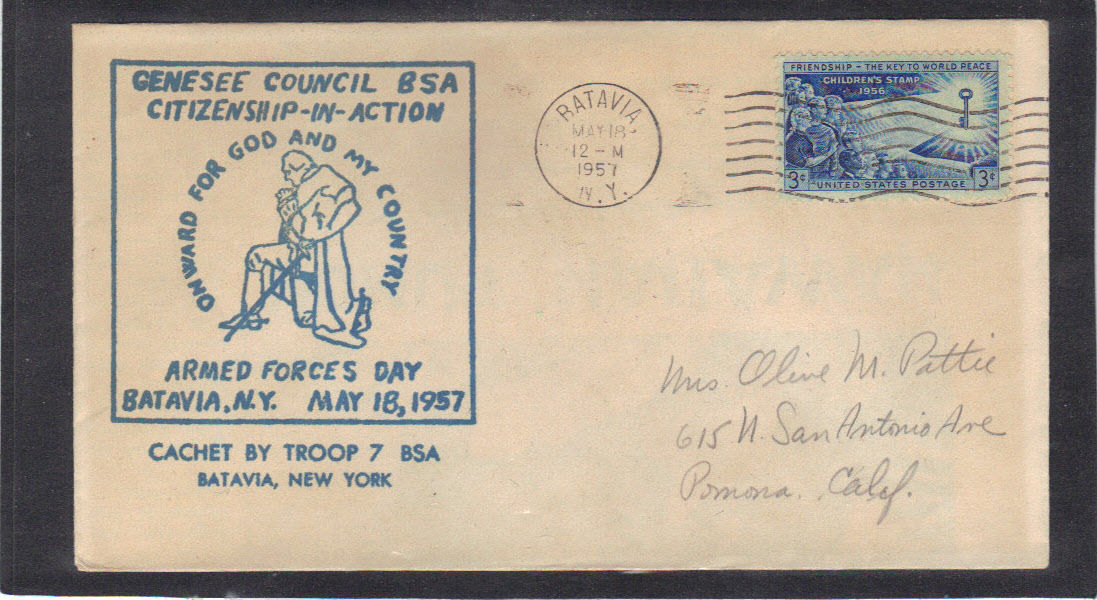 GENESEE COUNCIL BSA
CITIZENSHIP-IN-ACTION
ONWARD FOR GOD AND MY COUNTRY
ARMED FORCES DAY
BATAVIA, N.Y. MAY 18, 1957
CACHET BY TROOP 7 BSA
BATAVIA, NEW YORK
BATAVIA
MAY 18
12 – M
1957
N.Y.
FRIENDSHIP – THE KEY TO WORLD PEACE
CHILDREN'S STAMP
1956
3¢ UNITED STATES POSTAGE 3¢
Mrs. Olive M. Pattie
615 N. San Antonio Ave
Pomona. Calif.